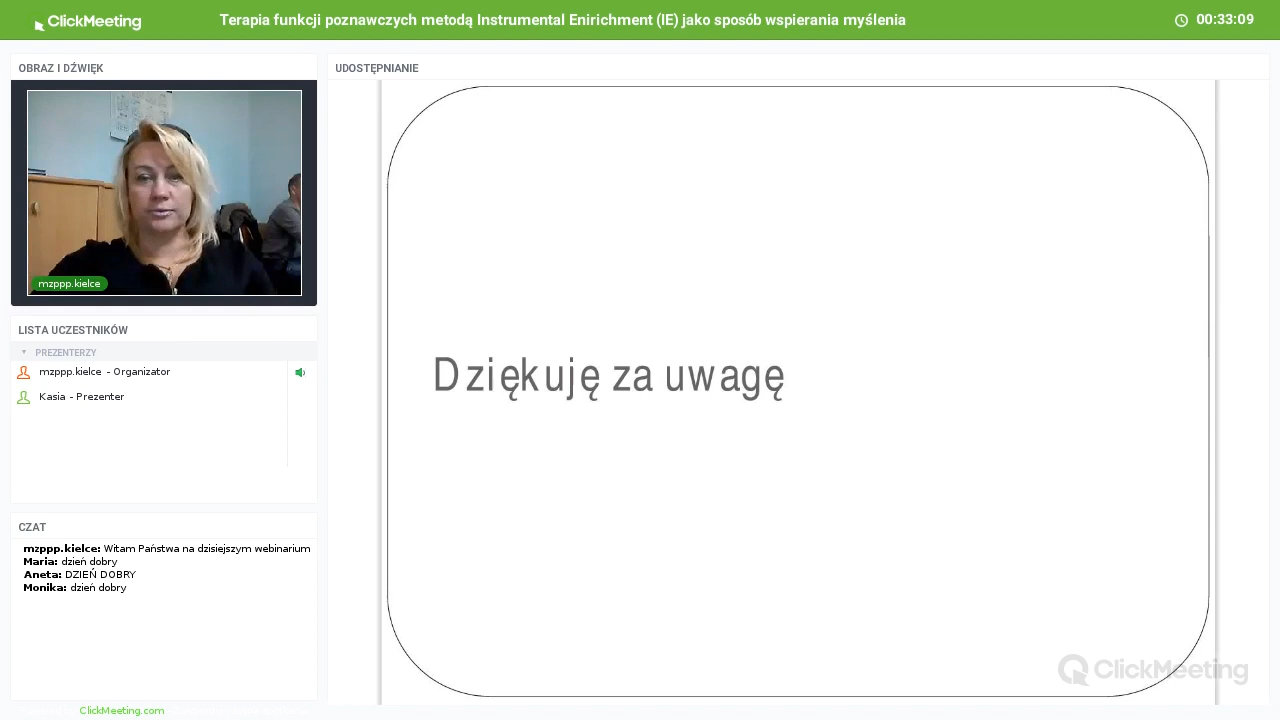 ClickMeeting
Terapia funkcji poznawczych metodą Instrumental Enirichment (IE) jako sposób wspierania myślenia
00:33:09
OBRAZ I DŹWIĘK
mzppp.kielce
LISTA UCZESTNIKÓW
PREZENTERZY
mzppp.kielce - Organizator
Kasia - Prezenter
CZAT
mzppp.kielce: Witam Państwa na dzisiejszym webinarium
Maria: dzień dobry
Aneta: DZIEŃ DOBRY
Monika: dzień dobry
ClickMeeting.com
UDOSTĘPNIANIE
Dziękuję za uwagę
ClickMeeting